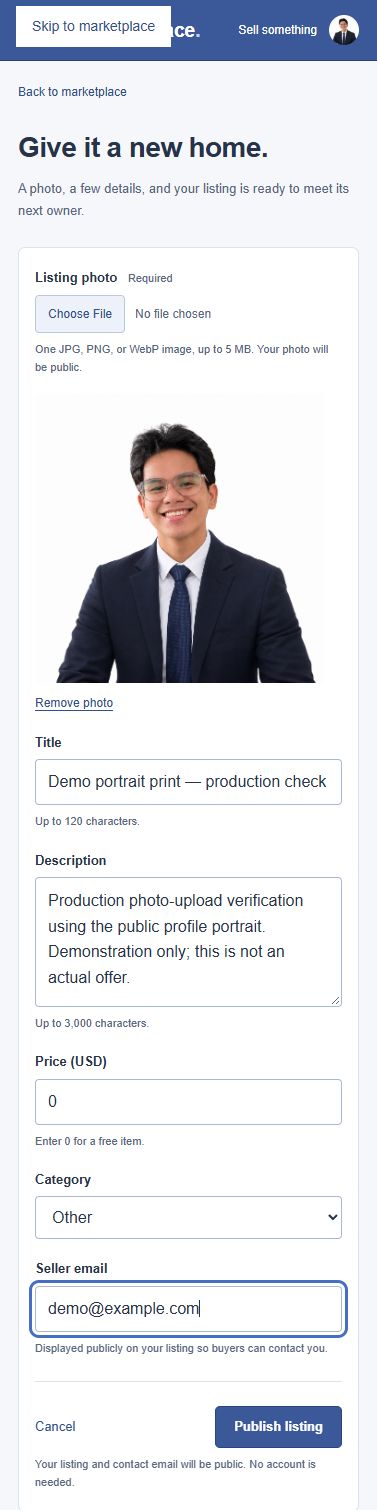 Skip to marketplace
ace.
Sell something
Back to marketplace
Give it a new home.
A photo, a few details, and your listing is ready to meet its
next owner.
Listing photo Required
Choose File No file chosen
One JPG, PNG, or WebP image, up to 5 MB. Your photo will
be public.
Remove photo
Title
Demo portrait print — production check
Up to 120 characters.
Description
Production photo-upload verification
using the public profile portrait.
Demonstration only; this is not an
actual offer.
Up to 3,000 characters.
Price (USD)
0
Enter 0 for a free item.
Category
Other
Seller email
demo@example.com
Displayed publicly on your listing so buyers can contact you.
Cancel
Publish listing
Your listing and contact email will be public. No account is
needed.